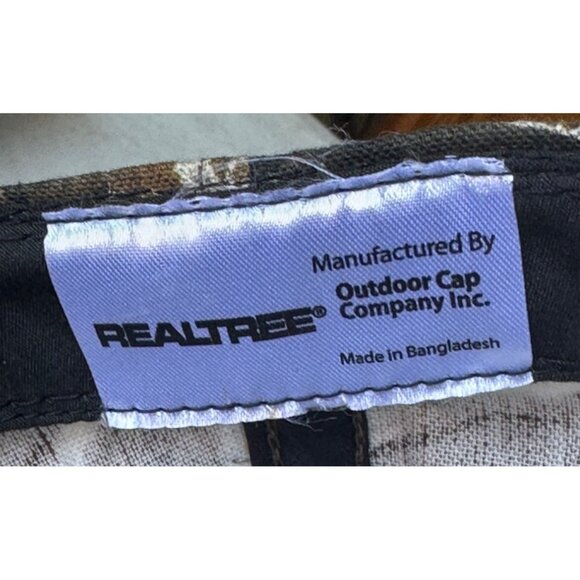 REALTREE®
Manufactured By
Outdoor Cap
Company Inc.
Made in Bangladesh